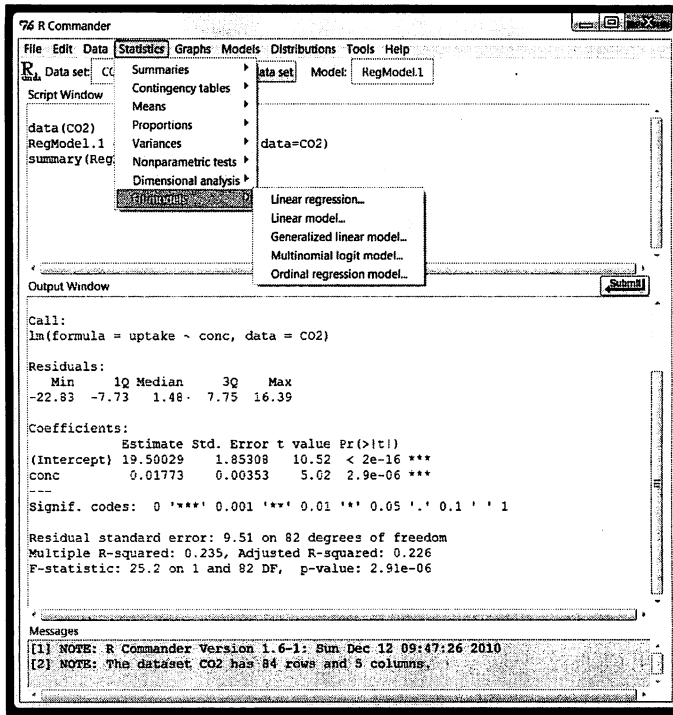 R Commander
File Edit Data Statistics Graphs Models Distributions Tools Help
Data set: CO ata set Model: RegModel.1
Script Window
Summaries
Contingency tables
Means
Proportions
Variances
Nonparametric tests
Dimensional analysis
Fit models
Linear regression...
Linear model...
Generalized linear model...
Multinomial logit model...
Ordinal regression model...
data(CO2)
RegModel.1 data=CO2)
summary(Reg
Output Window Submit
Call:
lm(formula = uptake ~ conc, data = CO2)
Residuals:
Min 1Q Median 3Q Max
-22.83 -7.73 1.48 7.75 16.39
Coefficients:
Estimate Std. Error t value Pr(>|t|)
(Intercept) 19.50029 1.85308 10.52 < 2e-16 ***
conc 0.01773 0.00353 5.02 2.9e-06 ***
---
Signif. codes: 0 '***' 0.001 '**' 0.01 '*' 0.05 '.' 0.1 ' ' 1
Residual standard error: 9.51 on 82 degrees of freedom
Multiple R-squared: 0.235, Adjusted R-squared: 0.226
F-statistic: 25.2 on 1 and 82 DF, p-value: 2.91e-06
Messages
[1] NOTE: R Commander Version 1.6-1: Sun Dec 12 09:47:26 2010
[2] NOTE: The dataset CO2 has 84 rows and 5 columns.